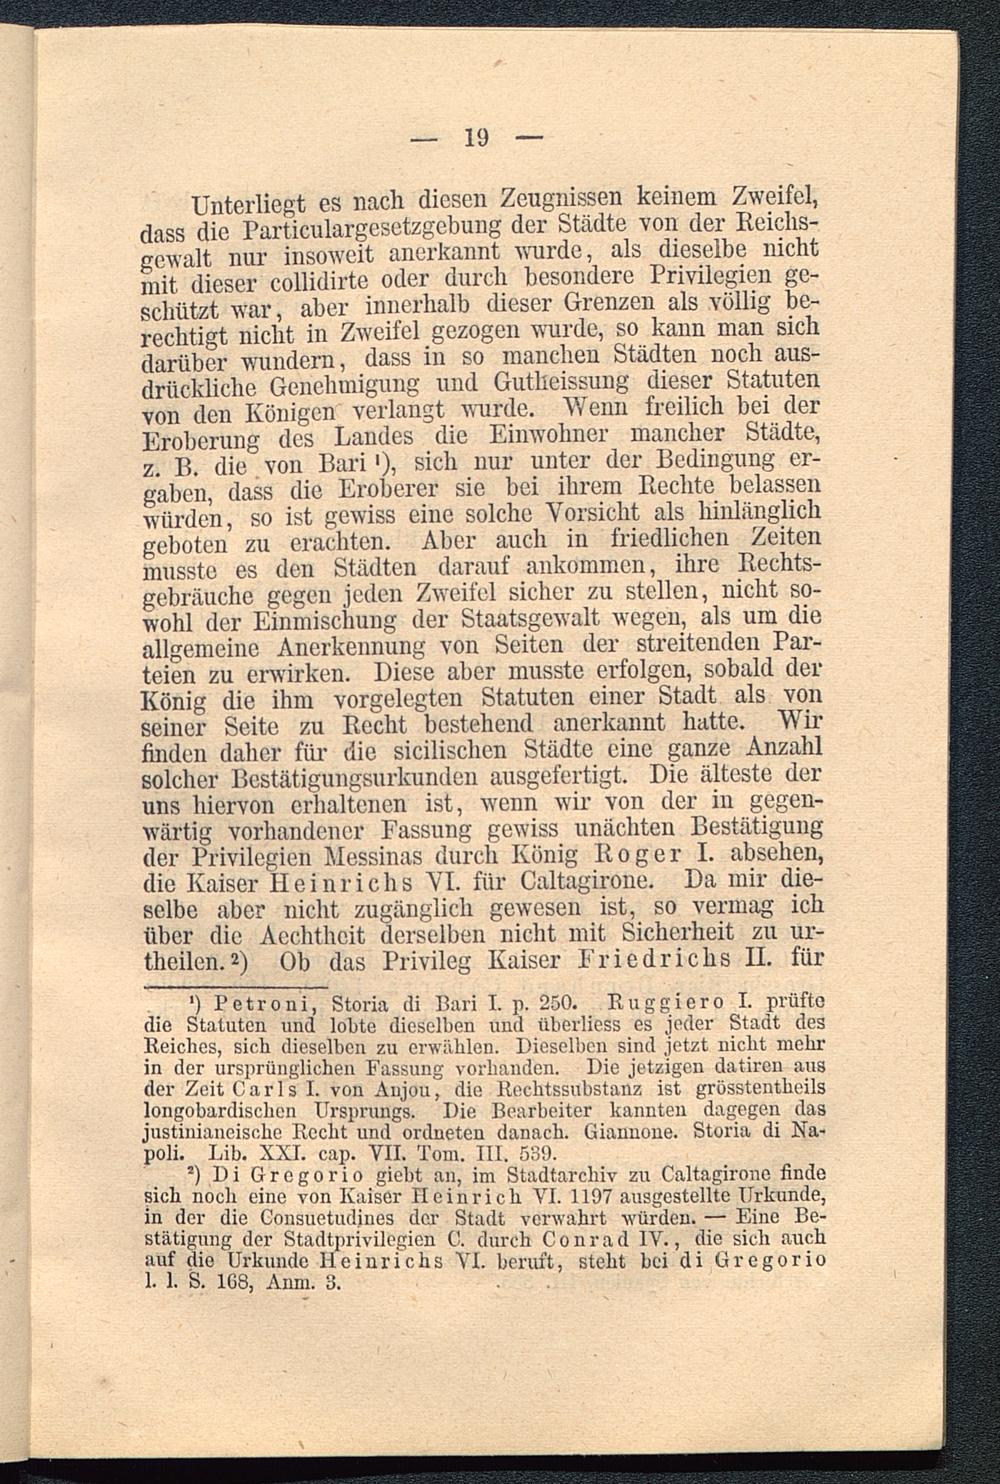 — 19 —
Unterliegt es nach diesen Zeugnissen keinem Zweifel,
dass die Particulargesetzgebung der Städte von der Reichs-
gewalt nur insoweit anerkannt wurde, als dieselbe nicht
mit dieser collidirte oder durch besondere Privilegien ge-
schützt war, aber innerhalb dieser Grenzen als völlig be-
rechtigt nicht in Zweifel gezogen wurde, so kann man sich
darüber wundern, dass in so manchen Städten noch aus-
drückliche Genehmigung und Gutheissung dieser Statuten
von den Königen verlangt wurde. Wenn freilich bei der
Eroberung des Landes die Einwohner mancher Städte,
z. B. die von Bari ¹), sich nur unter der Bedingung er-
gaben, dass die Eroberer sie bei ihrem Rechte belassen
würden, so ist gewiss eine solche Vorsicht als hinlänglich
geboten zu erachten. Aber auch in friedlichen Zeiten
musste es den Städten darauf ankommen, ihre Rechts-
gebräuche gegen jeden Zweifel sicher zu stellen, nicht so-
wohl der Einmischung der Staatsgewalt wegen, als um die
allgemeine Anerkennung von Seiten der streitenden Par-
teien zu erwirken. Diese aber musste erfolgen, sobald der
König die ihm vorgelegten Statuten einer Stadt als von
seiner Seite zu Recht bestehend anerkannt hatte. Wir
finden daher für die sicilischen Städte eine ganze Anzahl
solcher Bestätigungsurkunden ausgefertigt. Die älteste der
uns hiervon erhaltenen ist, wenn wir von der in gegen-
wärtig vorhandener Fassung gewiss unächten Bestätigung
der Privilegien Messinas durch König Roger I. absehen,
die Kaiser Heinrichs VI. für Caltagirone. Da mir die-
selbe aber nicht zugänglich gewesen ist, so vermag ich
über die Aechtheit derselben nicht mit Sicherheit zu ur-
theilen. ²) Ob das Privileg Kaiser Friedrichs II. für
¹) Petroni, Storia di Bari I. p. 250. Ruggiero I. prüfte
die Statuten und lobte dieselben und überliess es jeder Stadt des
Reiches, sich dieselben zu erwählen. Dieselben sind jetzt nicht mehr
in der ursprünglichen Fassung vorhanden. Die jetzigen datiren aus
der Zeit Carls I. von Anjou, die Rechtssubstanz ist grösstentheils
longobardischen Ursprungs. Die Bearbeiter kannten dagegen das
justinianeische Recht und ordneten danach. Giannone. Storia di Na-
poli. Lib. XXI. cap. VII. Tom. III. 539.
²) Di Gregorio giebt an, im Stadtarchiv zu Caltagirone finde
sich noch eine von Kaiser Heinrich VI. 1197 ausgestellte Urkunde,
in der die Consuetudines der Stadt verwahrt würden. — Eine Be-
stätigung der Stadtprivilegien C. durch Conrad IV., die sich auch
auf die Urkunde Heinrichs VI. beruft, steht bei di Gregorio
l. l. S. 168, Anm. 3.